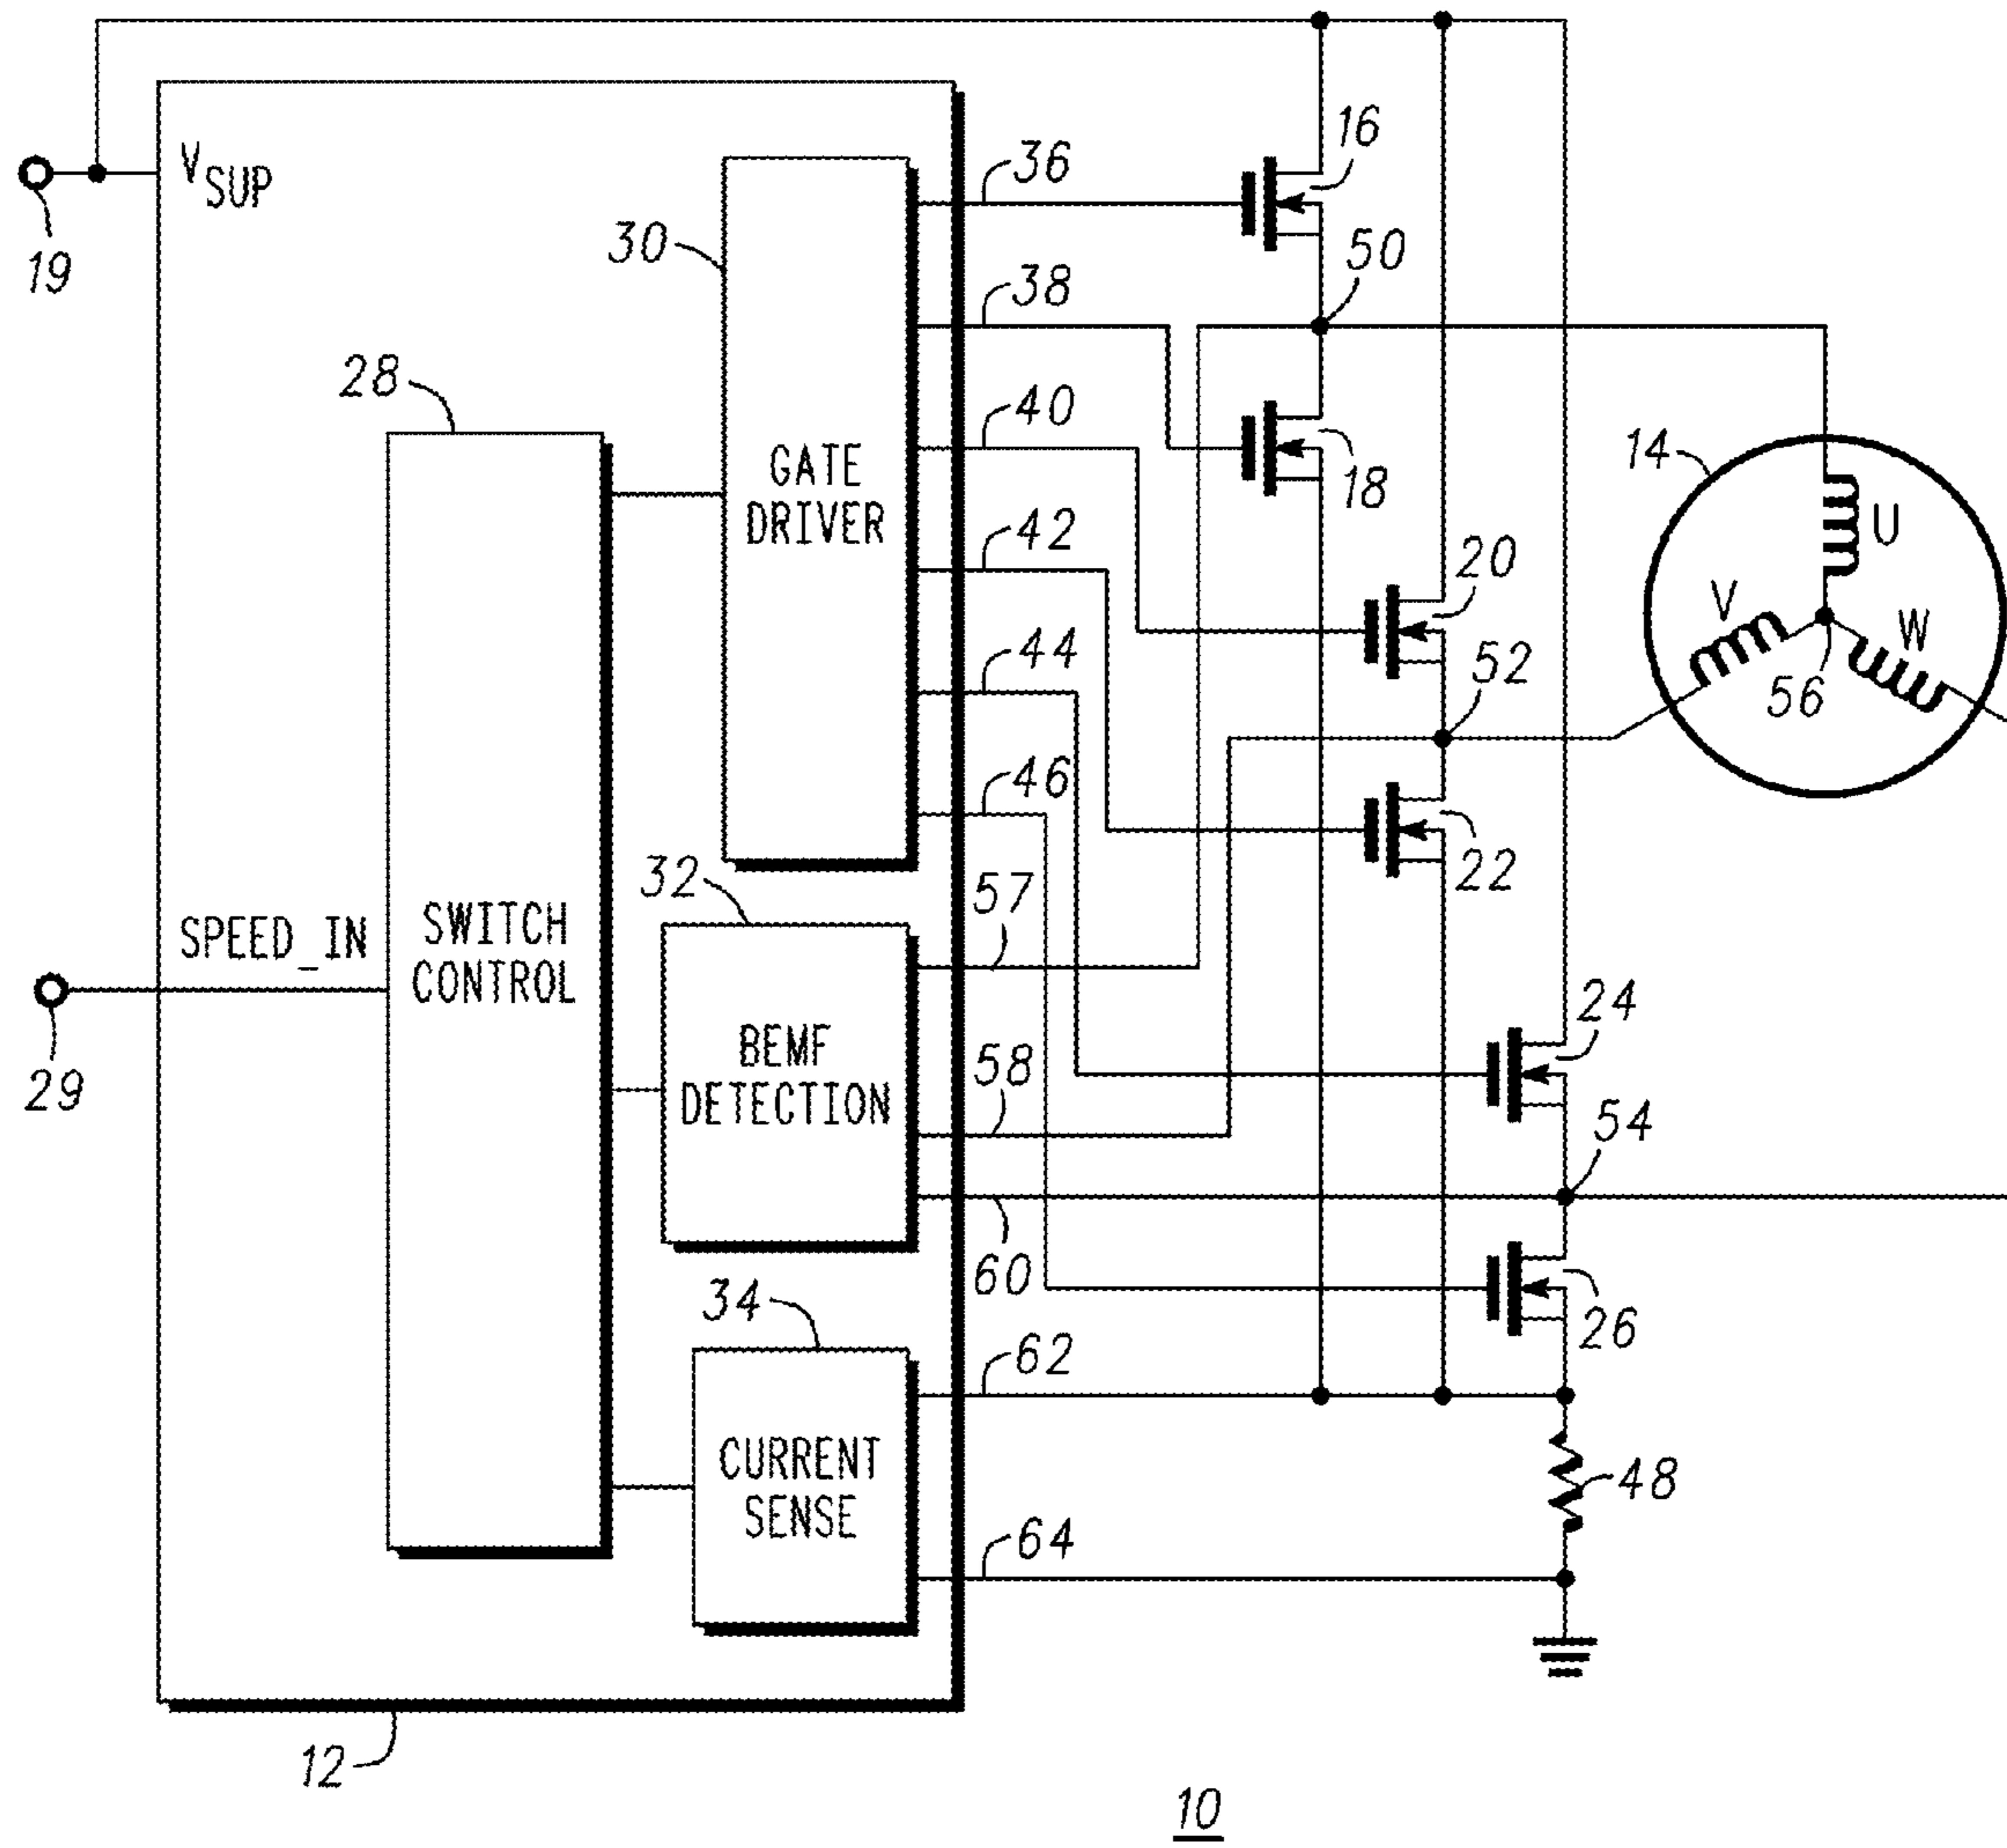 16
V
SUP
36
30
50
19
38
28
40
14
GATE
DRIVER
18
U
42
20
V
W
44
52
56
46
32
22
57
SPEED_IN
SWITCH
CONTROL
24
BEMF
DETECTION
58
29
54
60
34
26
62
CURRENT
SENSE
48
64
12
10